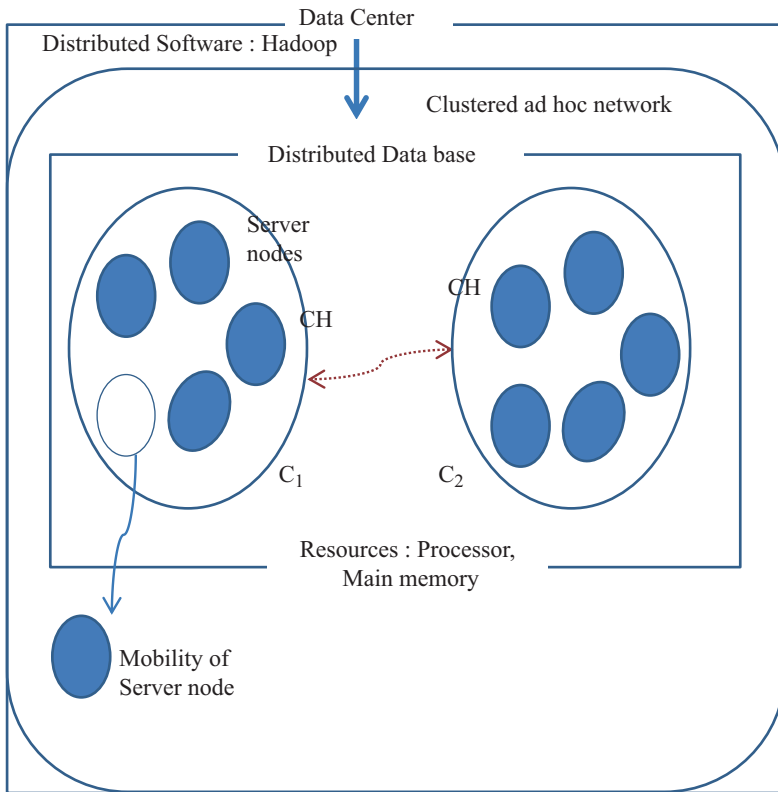 Data Center
Distributed Software : Hadoop
Clustered ad hoc network
Distributed Data base
Server
nodes
CH
CH
C₁
C₂
Resources : Processor,
Main memory
Mobility of
Server node